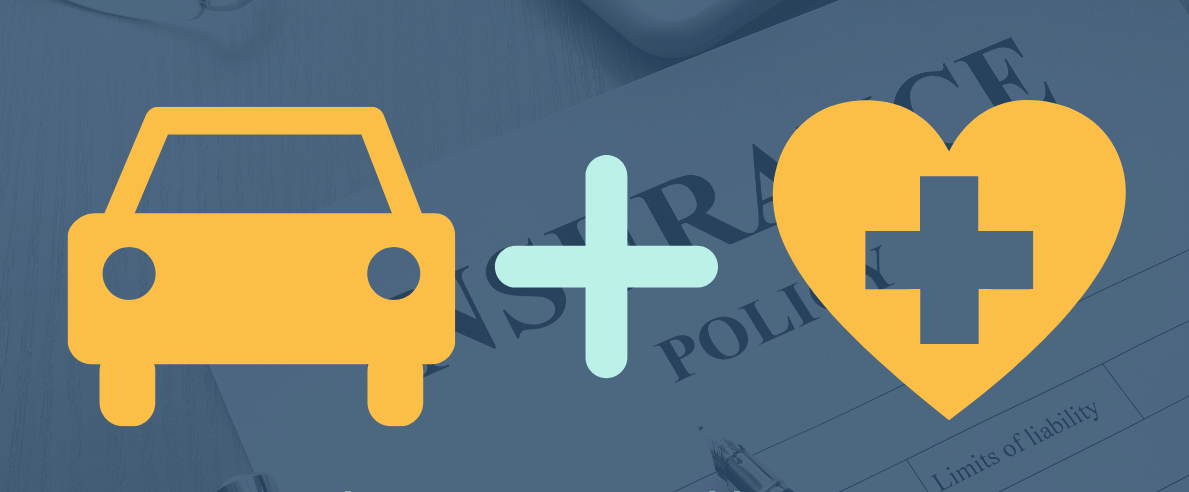 INSURANCE
POLICY
Limits of liability